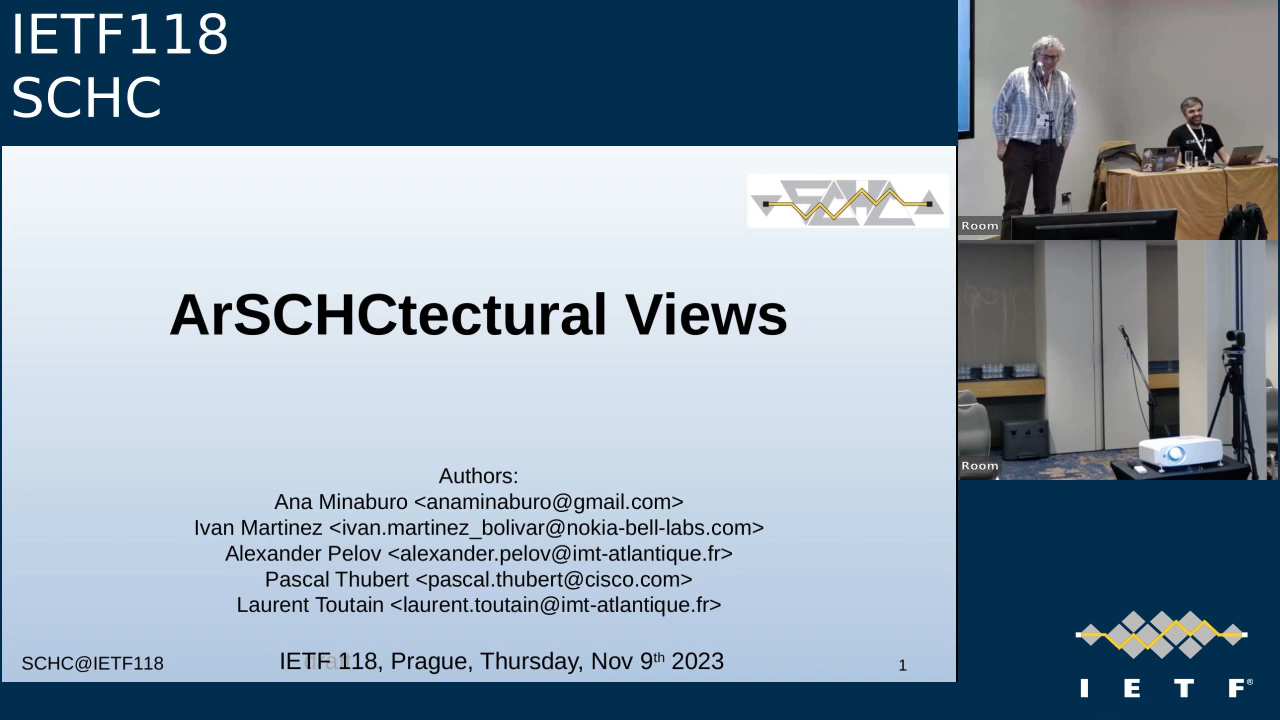 IETF118
SCHC
SCHC
ArSCHCtectural Views
Authors:
Ana Minaburo <anaminaburo@gmail.com>
Ivan Martinez <ivan.martinez_bolivar@nokia-bell-labs.com>
Alexander Pelov <alexander.pelov@imt-atlantique.fr>
Pascal Thubert <pascal.thubert@cisco.com>
Laurent Toutain <laurent.toutain@imt-atlantique.fr>
SCHC@IETF118
IETF 118, Prague, Thursday, Nov 9th 2023
1
Room
Room
I E T F®